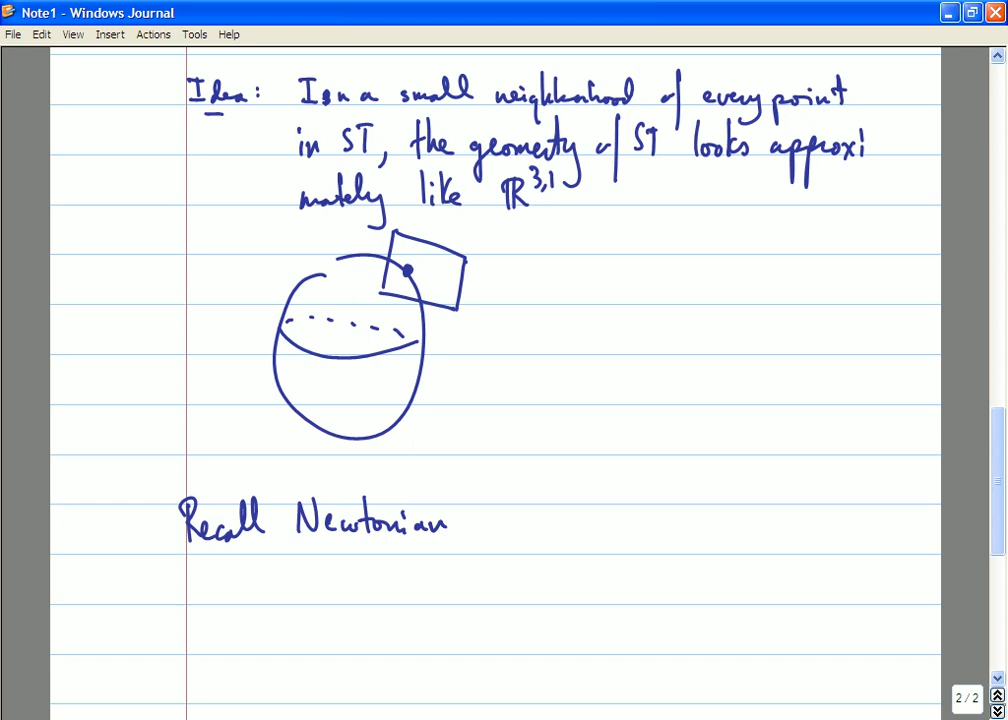 Note1 - Windows Journal
File Edit View Insert Actions Tools Help
Idea: In a small neighborhood of every point
in ST, the geometry of ST looks approxi
mately like ℝ³,¹
Recall Newtonian
2 / 2